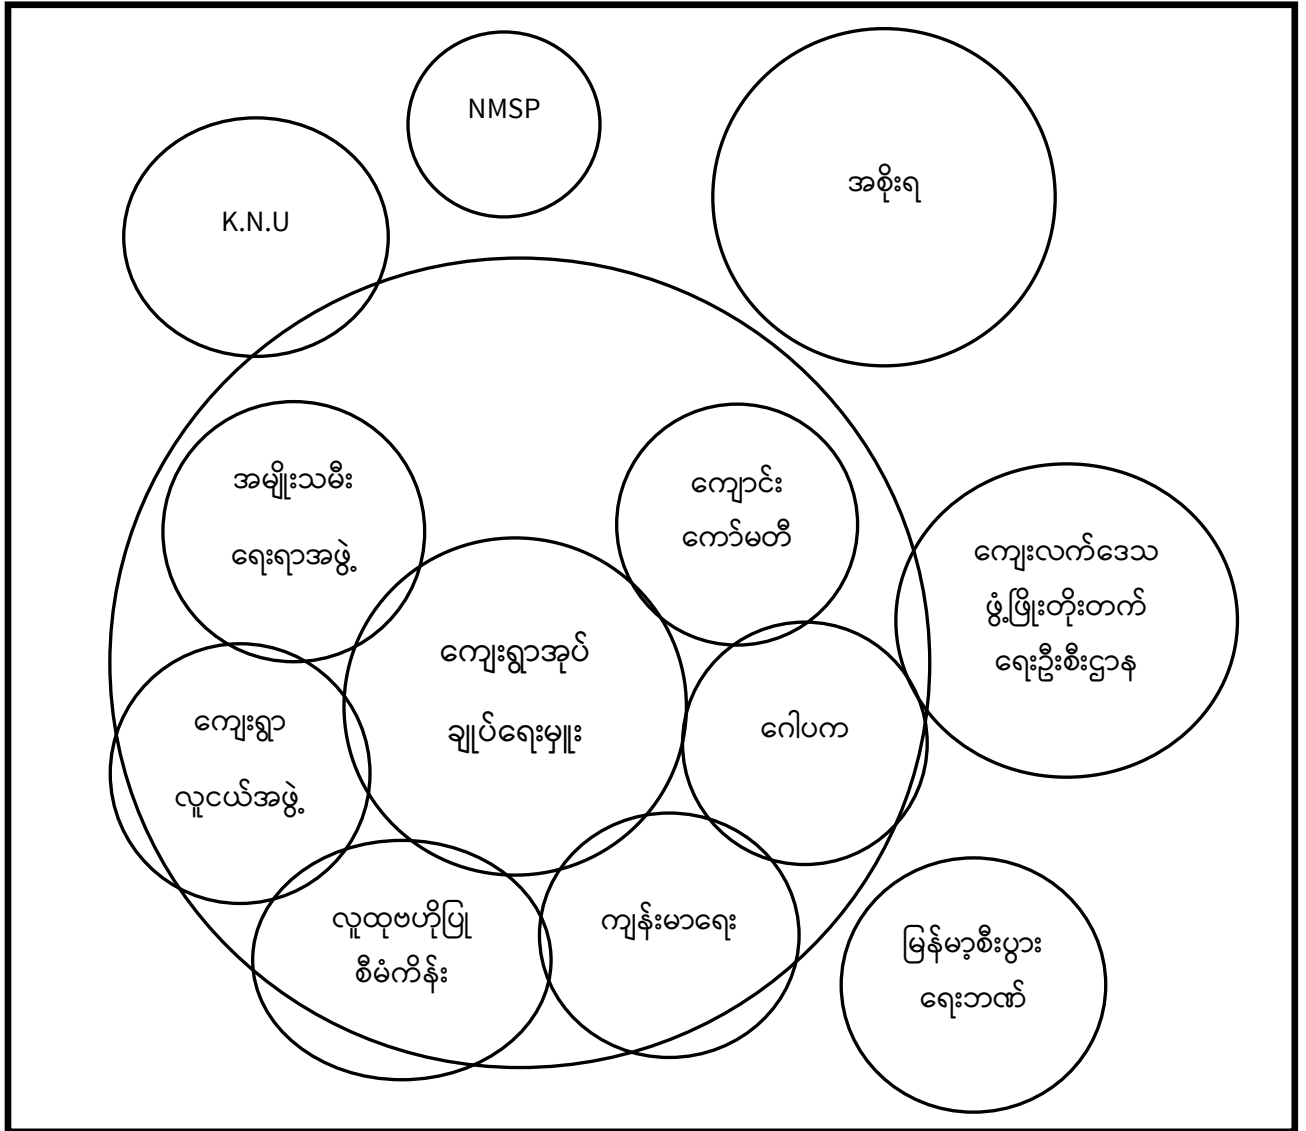 NMSP
K.N.U
အစိုးရ
အမျိုးသမီး
ရေးရာအဖွဲ့
ကျောင်း
ကော်မတီ
ကျေးလက်ဒေသ
ဖွံ့ဖြိုးတိုးတက်
ရေးဦးစီးဌာန
ကျေးရွာအုပ်
ချုပ်ရေးမှူး
ကျေးရွာ
လူငယ်အဖွဲ့
ဂေါပက
လူထုဗဟိုပြု
စီမံကိန်း
ကျန်းမာရေး
မြန်မာ့စီးပွား
ရေးဘဏ်